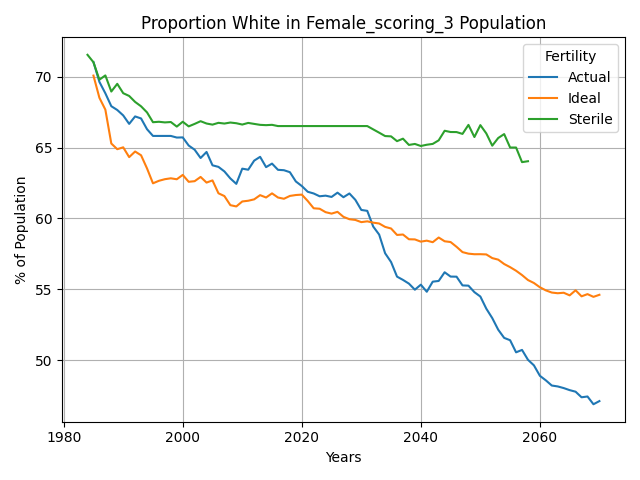 Proportion White in Female_scoring_3 Population
Fertility
Actual
Ideal
Sterile
% of Population
70
65
60
55
50
1980
2000
2020
2040
2060
Years